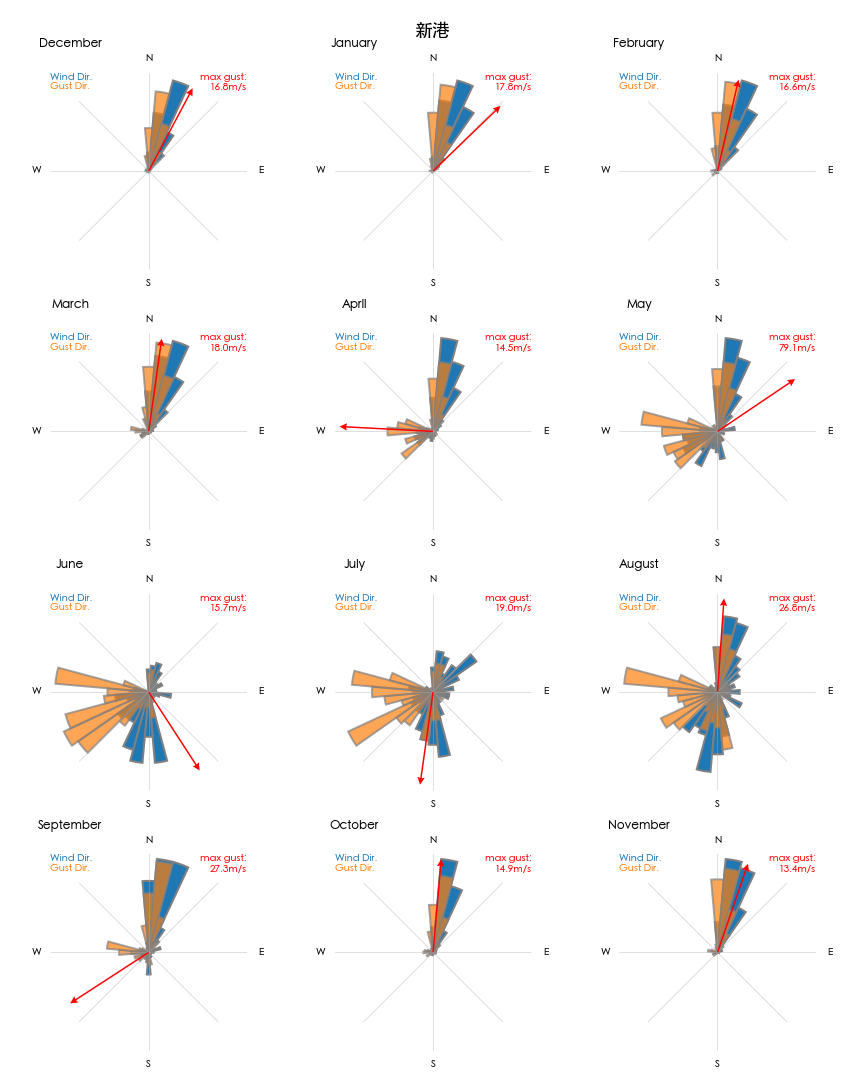 新港
December
N
Wind Dir.
Gust Dir.
max gust:
16.8m/s
W
E
S
January
N
Wind Dir.
Gust Dir.
max gust:
17.8m/s
W
E
S
February
N
Wind Dir.
Gust Dir.
max gust:
16.6m/s
W
E
S
March
N
Wind Dir.
Gust Dir.
max gust:
18.0m/s
W
E
S
April
N
Wind Dir.
Gust Dir.
max gust:
14.5m/s
W
E
S
May
N
Wind Dir.
Gust Dir.
max gust:
79.1m/s
W
E
S
June
N
Wind Dir.
Gust Dir.
max gust:
15.7m/s
W
E
S
July
N
Wind Dir.
Gust Dir.
max gust:
19.0m/s
W
E
S
August
N
Wind Dir.
Gust Dir.
max gust:
26.8m/s
W
E
S
September
N
Wind Dir.
Gust Dir.
max gust:
27.3m/s
W
E
S
October
N
Wind Dir.
Gust Dir.
max gust:
14.9m/s
W
E
S
November
N
Wind Dir.
Gust Dir.
max gust:
13.4m/s
W
E
S